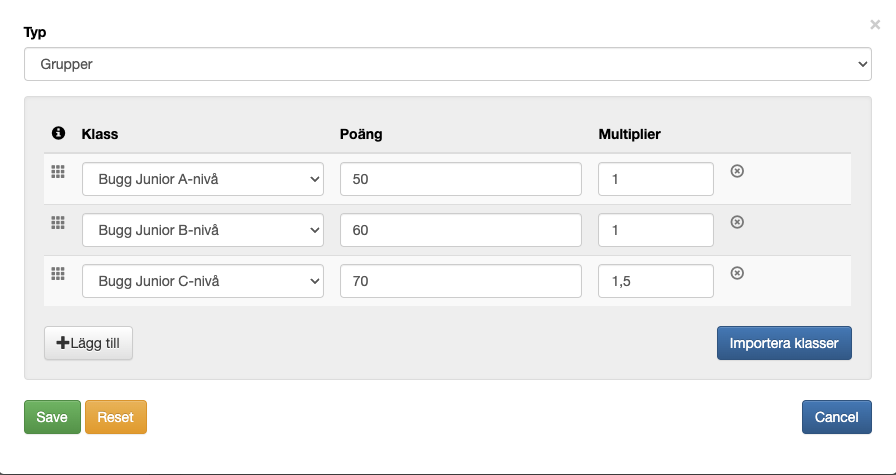 Typ
Grupper
Klass Poäng Multiplier
Bugg Junior A-nivå 50 1
Bugg Junior B-nivå 60 1
Bugg Junior C-nivå 70 1,5
Lägg till Importera klasser
Save Reset Cancel